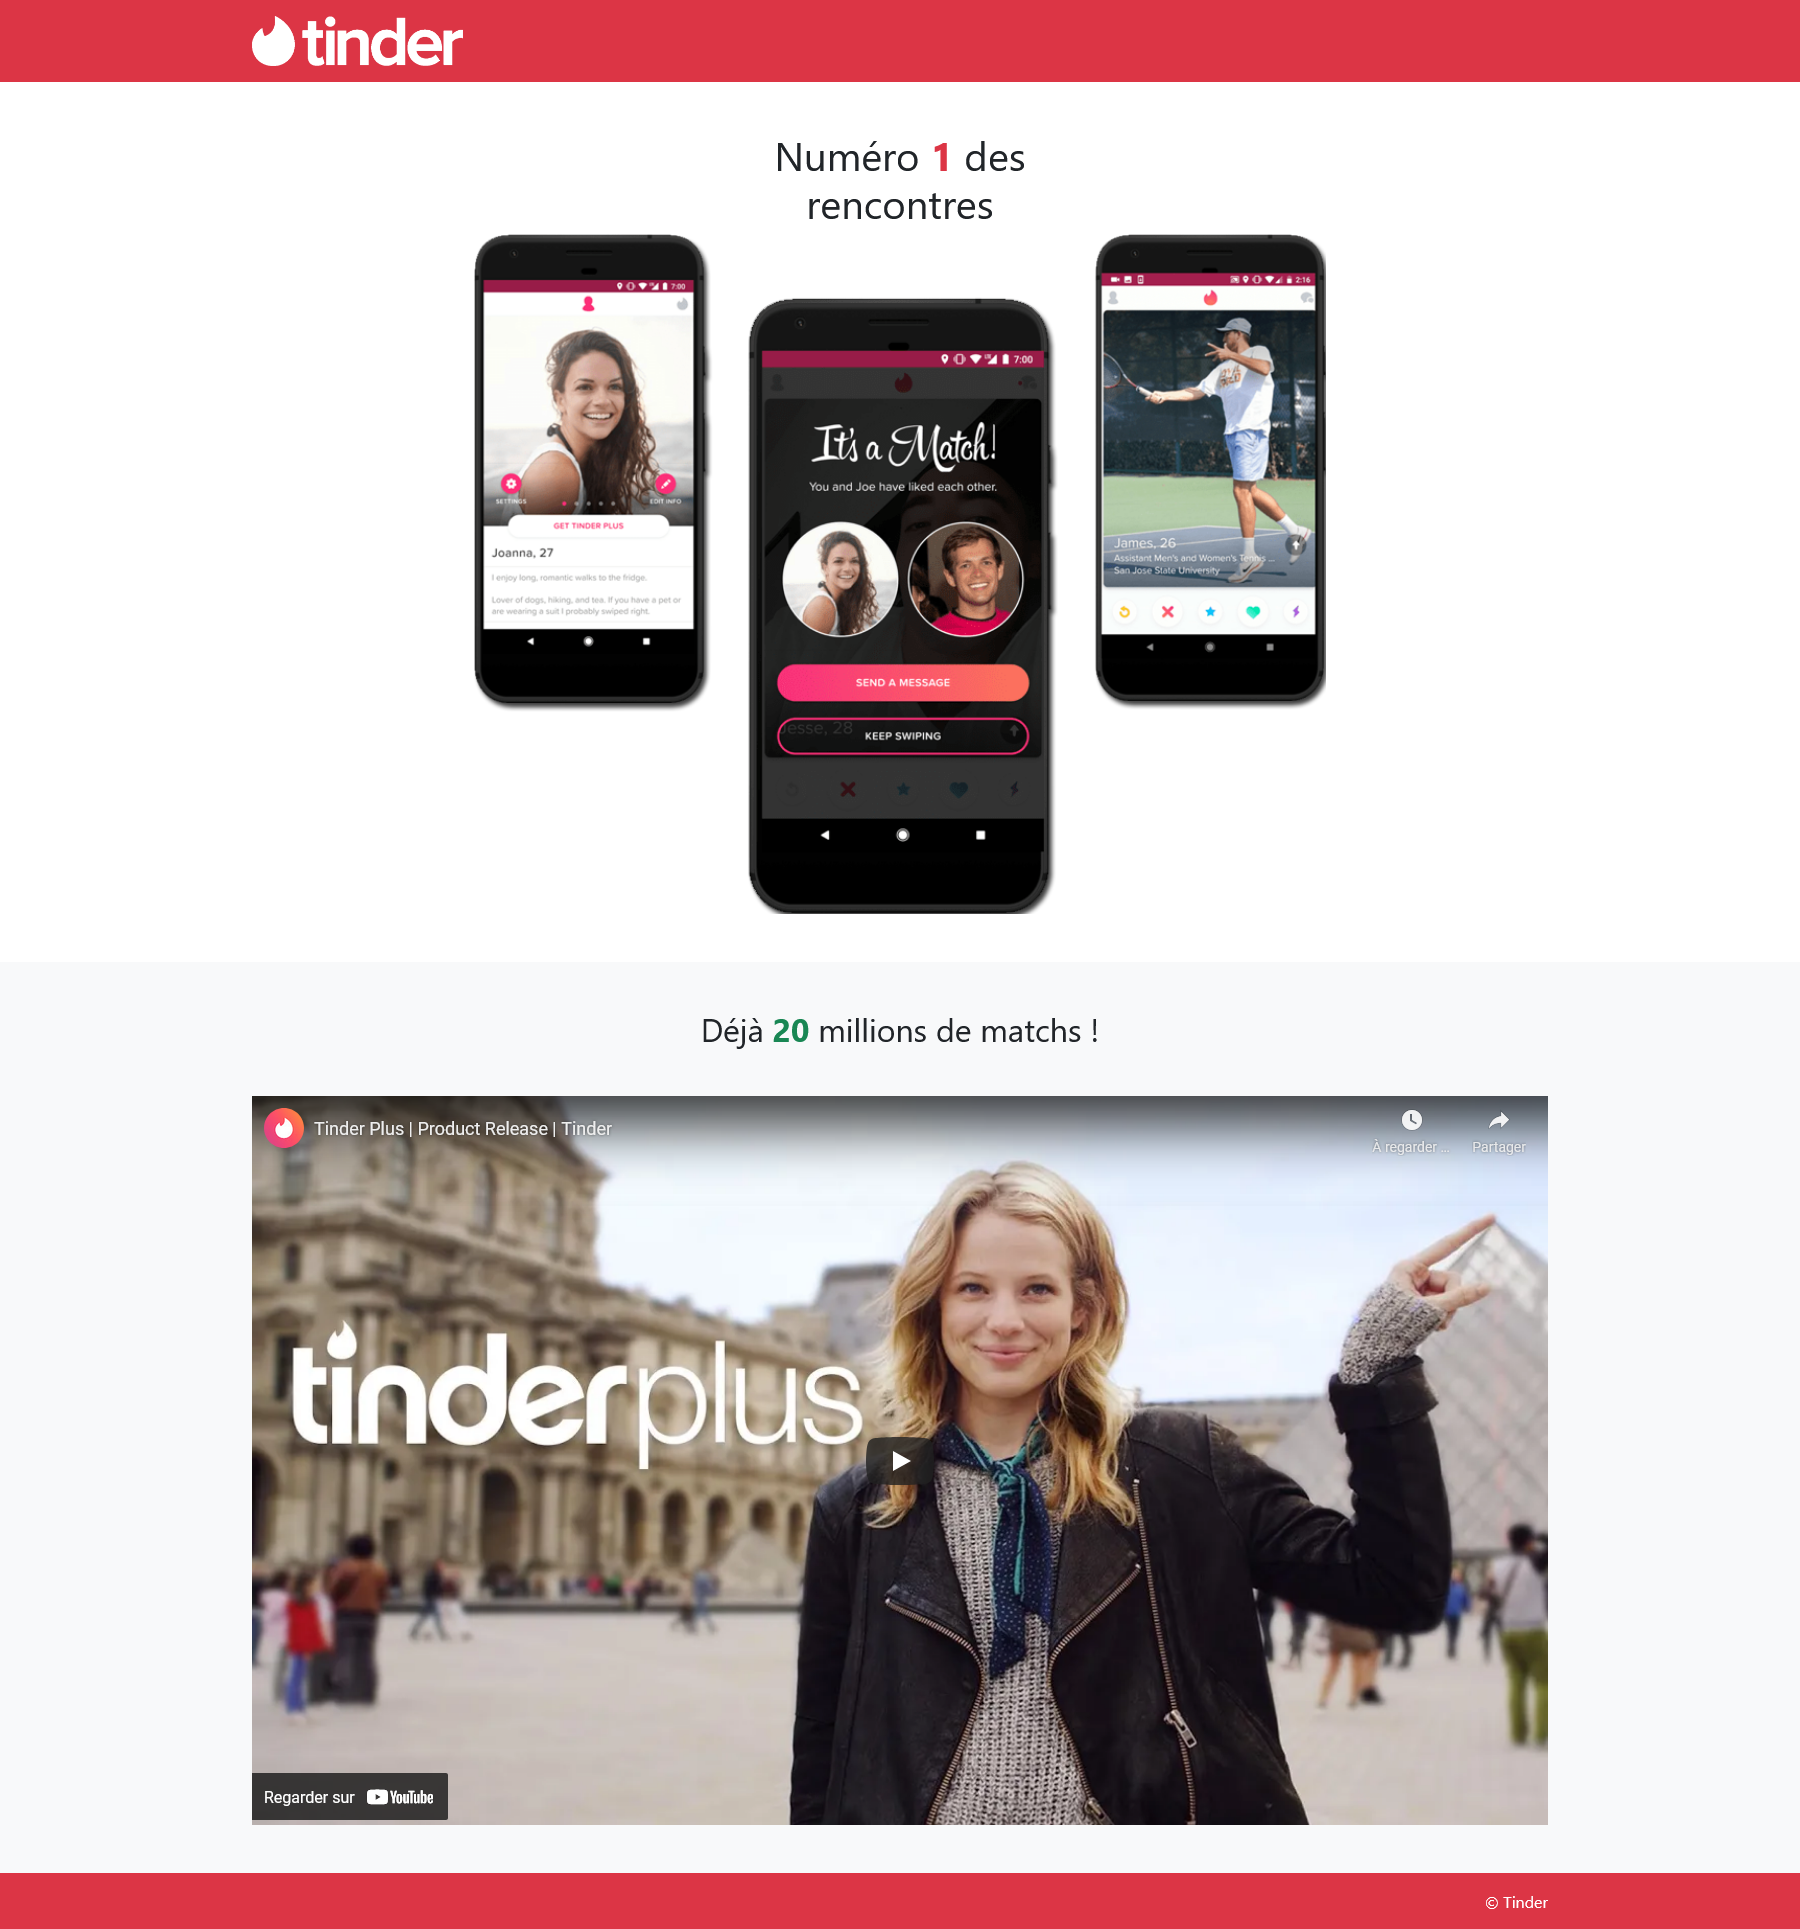 tinder
Numéro 1 des
rencontres
7:00
SETTINGS
EDIT INFO
GET TINDER PLUS
Joanna, 27
I enjoy long, romantic walks to the fridge.
Lover of dogs, hiking, and tea. If you have a pet or
are wearing a suit I probably swiped right.
7:00
It's a Match!
You and Joe have liked each other.
SEND A MESSAGE
Jesse, 28
KEEP SWIPING
2:16
James, 26
Assistant Men's and Women's Tennis ...
San Jose State University
Déjà 20 millions de matchs !
Tinder Plus | Product Release | Tinder
À regarder ...
Partager
tinderplus
Regarder sur YouTube
© Tinder